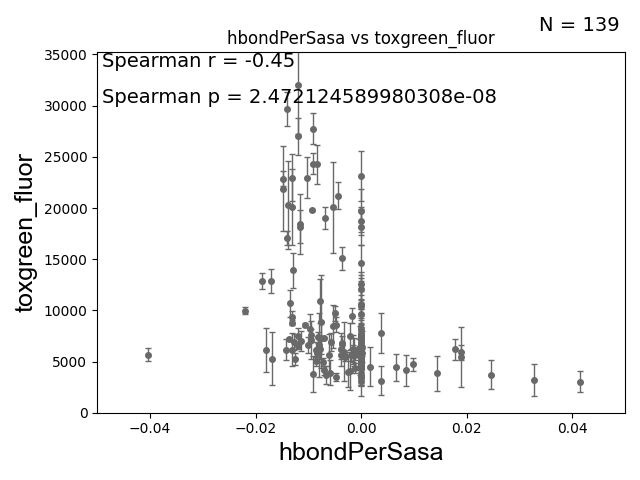 N = 139
hbondPerSasa vs toxgreen_fluor
Spearman r = -0.45
Spearman p = 2.472124589980308e-08
35000
30000
25000
20000
15000
10000
5000
0
toxgreen_fluor
−0.04
−0.02
0.00
0.02
0.04
hbondPerSasa